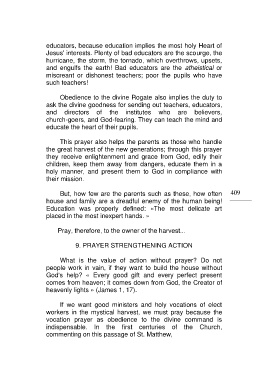 educators, because education implies the most holy Heart of
Jesus' interests. Plenty of bad educators are the scourge, the
hurricane, the storm, the tornado, which overthrows, upsets,
and engulfs the earth! Bad educators are the atheistical or
miscreant or dishonest teachers; poor the pupils who have
such teachers!
Obedience to the divine Rogate also implies the duty to
ask the divine goodness for sending out teachers, educators,
and directors of the institutes who are believers,
church-goers, and God-fearing. They can teach the mind and
educate the heart of their pupils.
This prayer also helps the parents as those who handle
the great harvest of the new generations; through this prayer
they receive enlightenment and grace from God, edify their
children, keep them away from dangers, educate them in a
holy manner, and present them to God in compliance with
their mission.
But, how few are the parents such as these, how often
house and family are a dreadful enemy of the human being!
Education was properly defined: «The most delicate art
placed in the most inexpert hands. »
409
Pray, therefore, to the owner of the harvest...
9. PRAYER STRENGTHENING ACTION
What is the value of action without prayer? Do not
people work in vain, if they want to build the house without
God's help? « Every good gift and every perfect present
comes from heaven; it comes down from God, the Creator of
heavenly lights » (James 1, 17).
If we want good ministers and holy vocations of elect
workers in the mystical harvest, we must pray because the
vocation prayer as obedience to the divine command is
indispensable. In the first centuries of the Church,
commenting on this passage of St. Matthew,